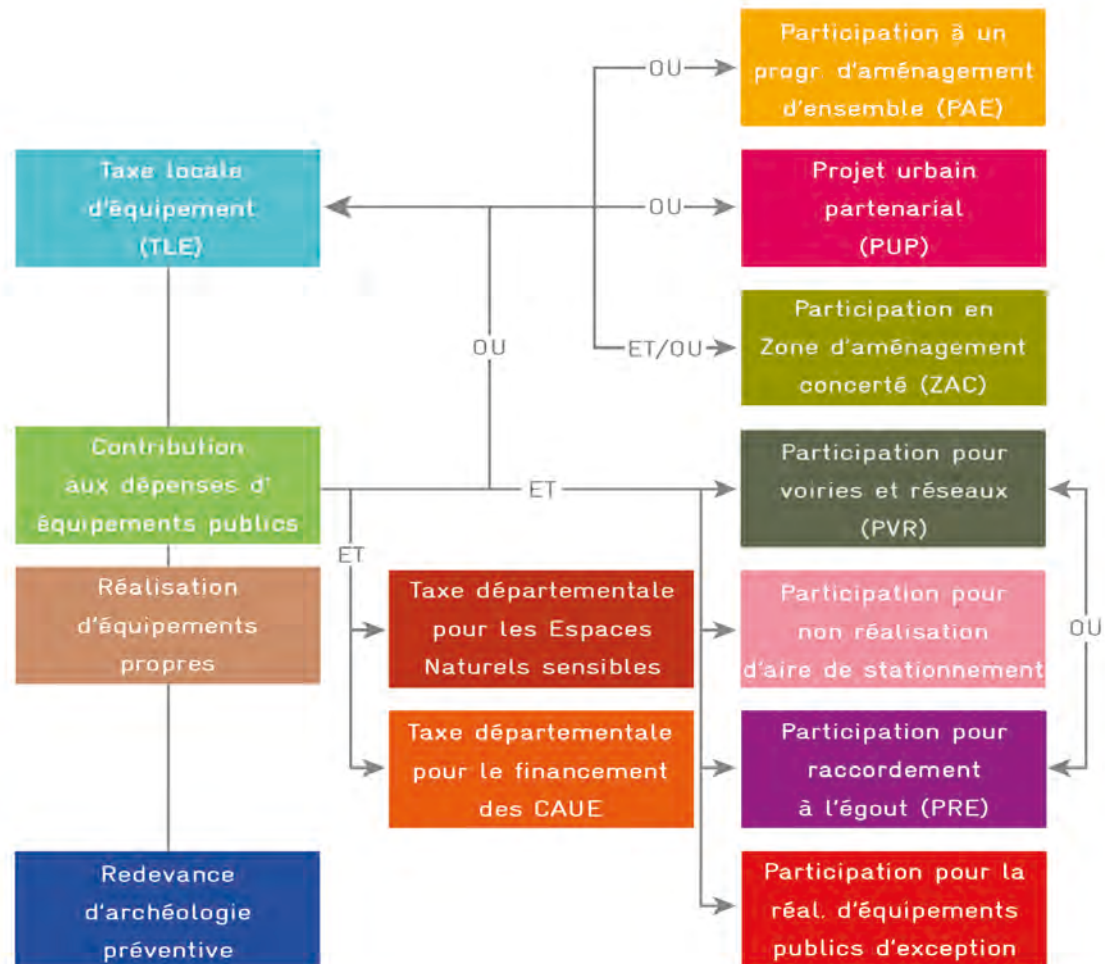 OU
Participation à un
progr. d'aménagement
d'ensemble (PAE)
Taxe locale
d'équipement
(TLE)
OU
Projet urbain
partenarial
(PUP)
OU
ET/OU
Participation en
Zone d'aménagement
concerté (ZAC)
Contribution
aux dépenses d'
équipements publics
ET
ET
Participation pour
voiries et réseaux
(PVR)
Réalisation
d'équipements
propres
Taxe départementale
pour les Espaces
Naturels sensibles
Participation pour
non réalisation
d'aire de stationnement
OU
Taxe départementale
pour le financement
des CAUE
Participation pour
raccordement
à l'égout (PRE)
Redevance
d'archéologie
préventive
Participation pour la
réal. d'équipements
publics d'exception